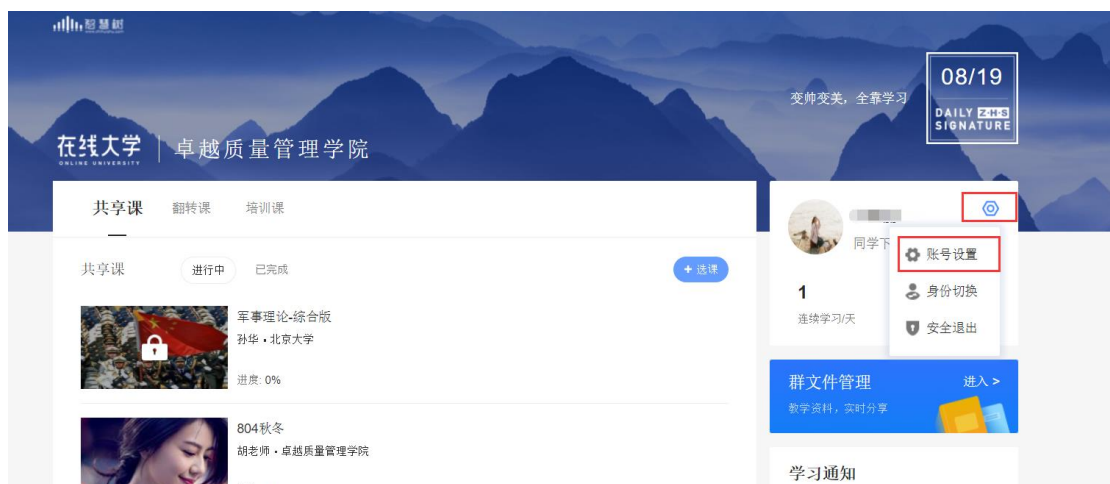 智慧树
变帅变美，全靠学习
08/19
DAILY Z·H·S
SIGNATURE
在线大学
ONLINE UNIVERSITY
卓越质量管理学院
共享课
翻转课
培训课
共享课
进行中
已完成
+ 选课
军事理论-综合版
孙华 • 北京大学
进度: 0%
804秋冬
胡老师 • 卓越质量管理学院
同学下
账号设置
身份切换
安全退出
1
连续学习/天
群文件管理
进入 >
教学资料，实时分享
学习通知